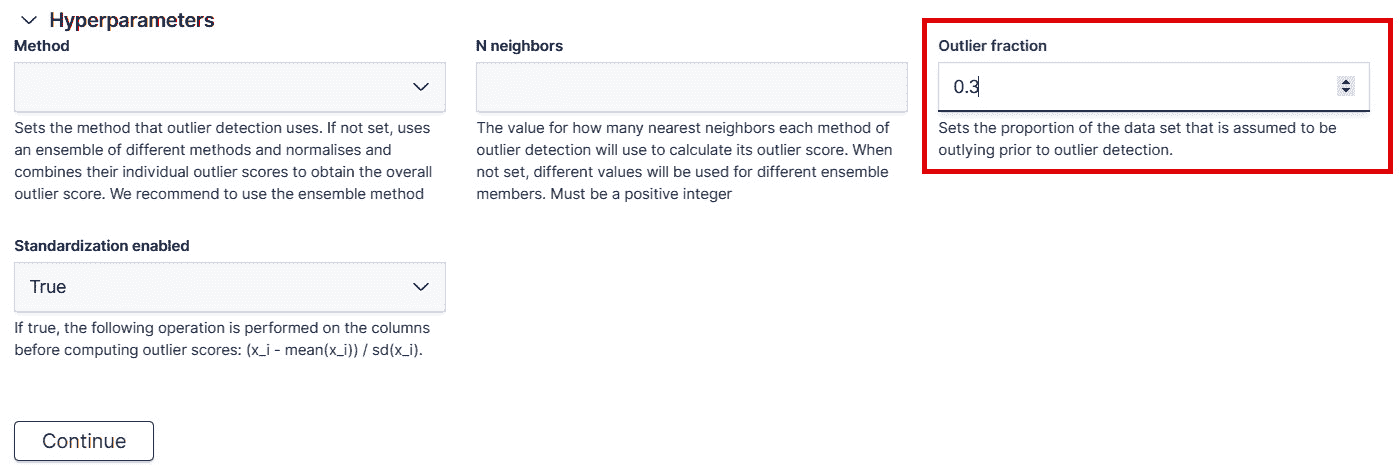 Hyperparameters
Method
Sets the method that outlier detection uses. If not set, uses
an ensemble of different methods and normalises and
combines their individual outlier scores to obtain the overall
outlier score. We recommend to use the ensemble method
N neighbors
The value for how many nearest neighbors each method of
outlier detection will use to calculate its outlier score. When
not set, different values will be used for different ensemble
members. Must be a positive integer
Outlier fraction
0.3
Sets the proportion of the data set that is assumed to be
outlying prior to outlier detection.
Standardization enabled
True
If true, the following operation is performed on the columns
before computing outlier scores: (x_i - mean(x_i)) / sd(x_i).
Continue